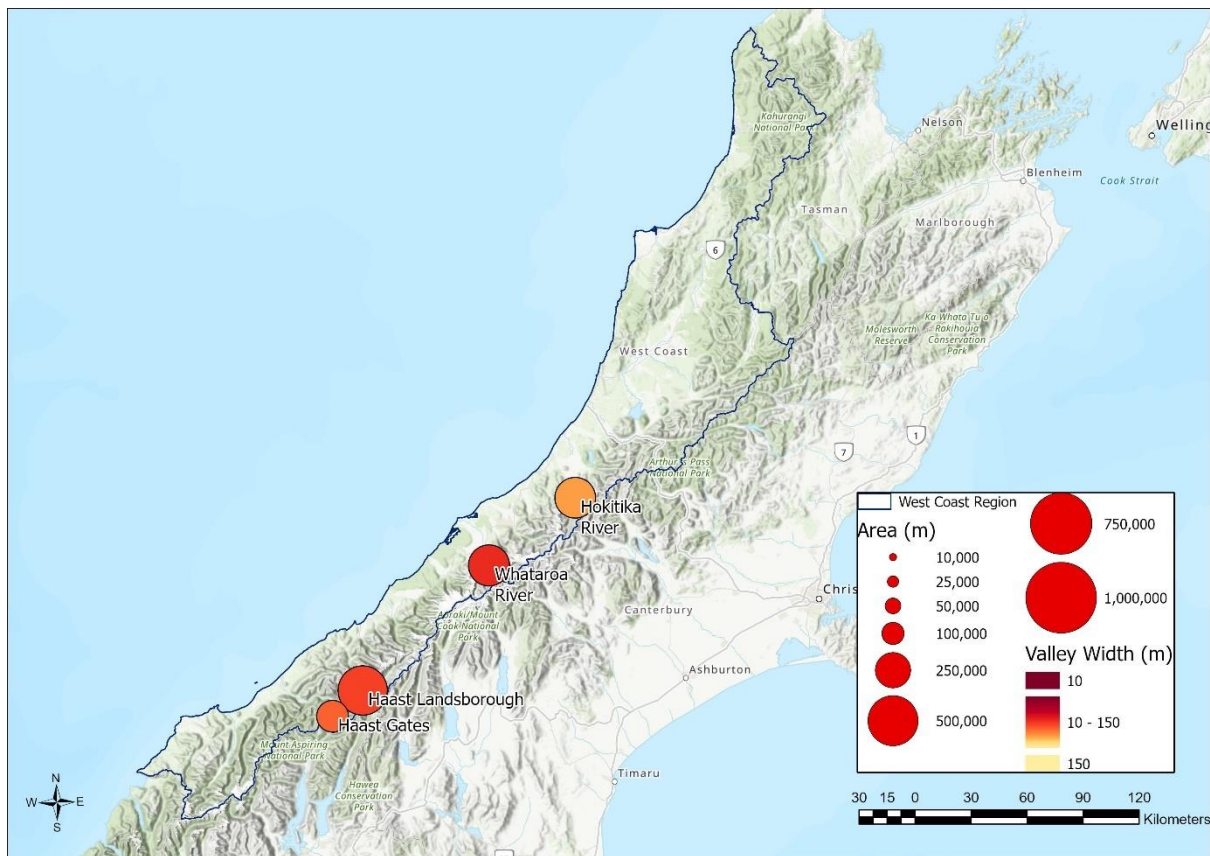 Kahurangi
National Park
Nelson
Wellin
Blenheim
Cook Strait
Tasman
Marlborough
6
Molesworth
Reserve
Ka Whata Tu o
Rakihouia
Conservation
Park
West Coast
Arthur's Pass
National Park
7
1
Hokitika
River
Whataroa
River
Aoraki/Mount
Cook National
Park
Canterbury
Chris
Ashburton
Haast Landsborough
Haast Gates
Mount Aspiring
National Park
Hawea
Conservation
Park
Timaru
N
W
E
S
West Coast Region
Area (m)
10,000
25,000
50,000
100,000
250,000
500,000
750,000
1,000,000
Valley Width (m)
10
10 - 150
150
30 15 0 30 60 90 120
Kilometers